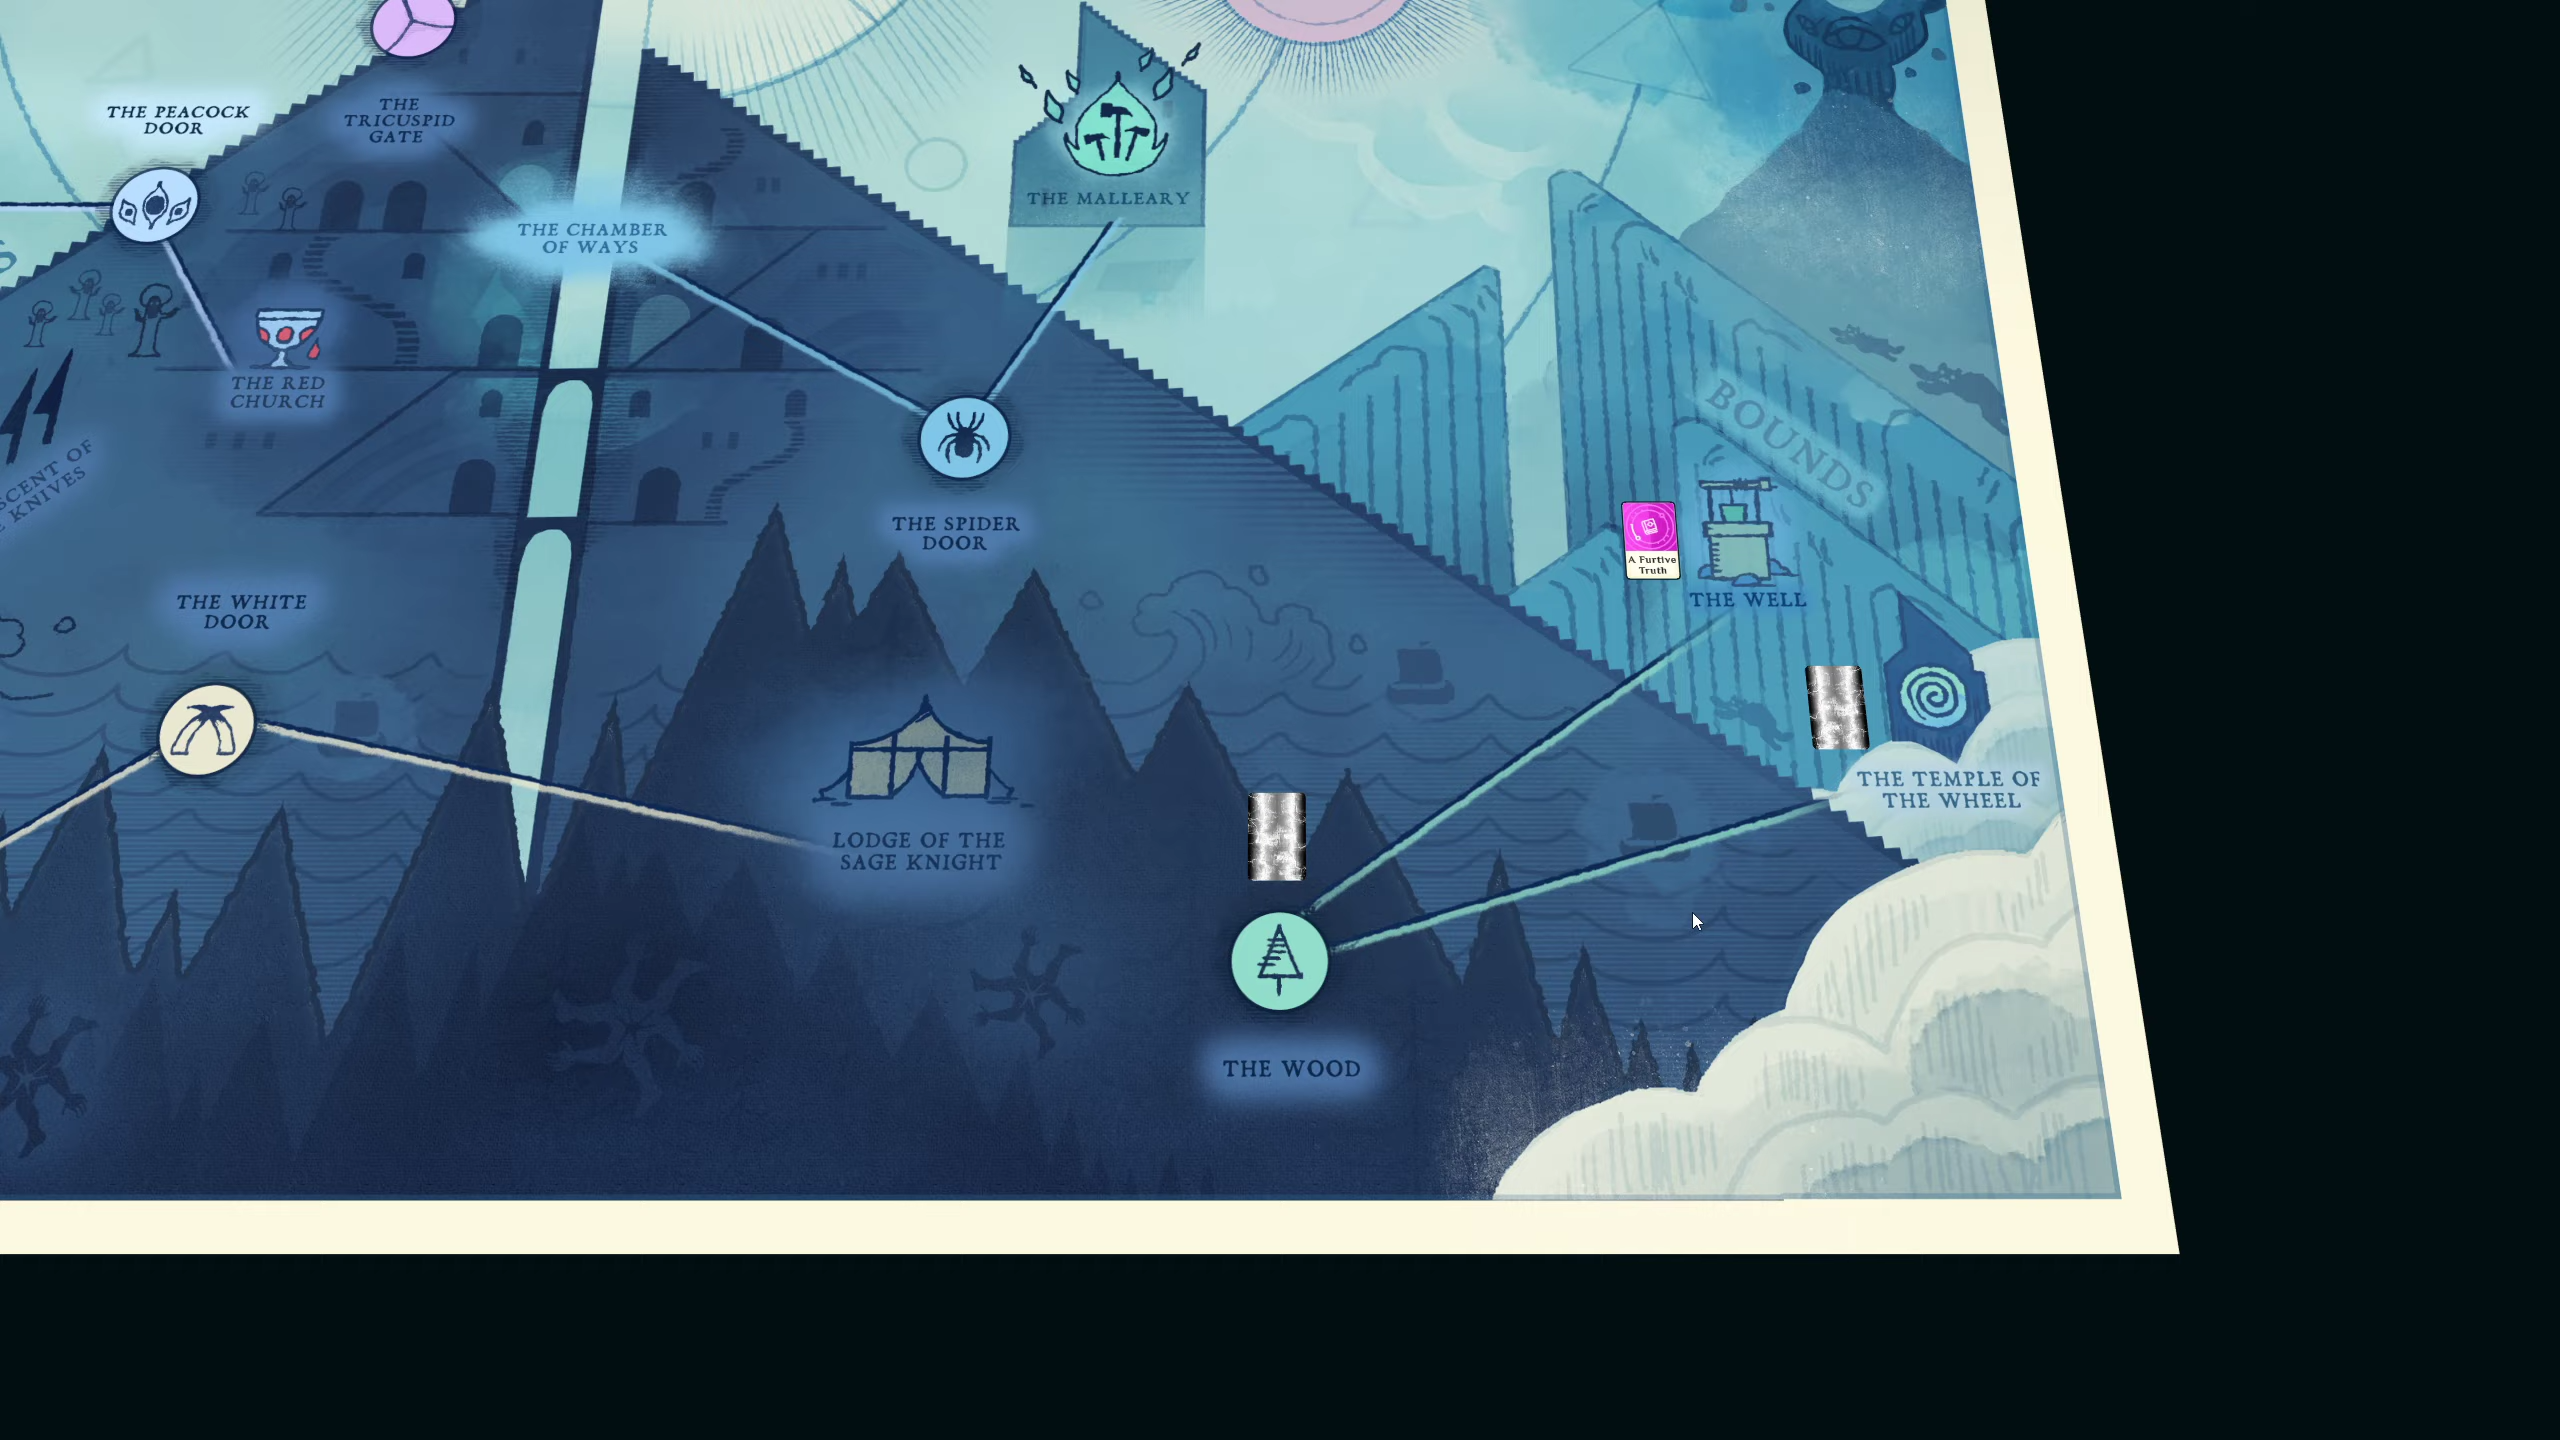 THE PEACOCK
DOOR
THE
TRICUSPID
GATE
THE MALLEARY
THE CHAMBER
OF WAYS
THE RED
CHURCH
BOUNDS
SCENT OF
KNIVES
THE SPIDER
DOOR
A Furtive
Truth
THE WELL
THE WHITE
DOOR
THE TEMPLE OF
THE WHEEL
LODGE OF THE
SAGE KNIGHT
THE WOOD